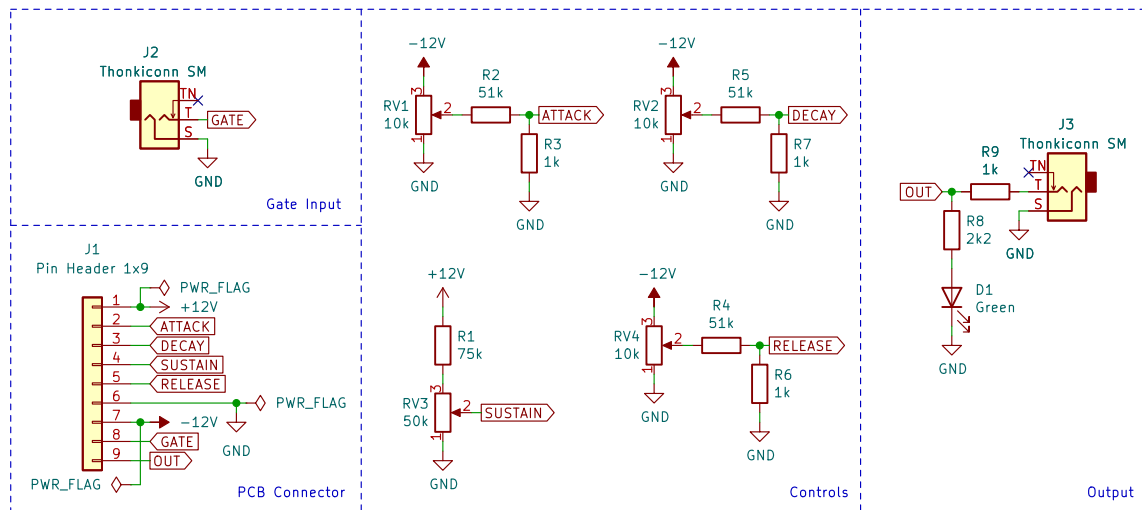 J2
Thonkiconn SM
TN
T
S
GATE
GND
Gate Input
J1
Pin Header 1x9
1
2
3
4
5
6
7
8
9
PWR_FLAG
+12V
ATTACK
DECAY
SUSTAIN
RELEASE
PWR_FLAG
GND
-12V
GATE
OUT
PWR_FLAG
PCB Connector
-12V
RV1
10k
3
2
1
GND
R2
51k
ATTACK
R3
1k
GND
-12V
RV2
10k
3
2
1
GND
R5
51k
DECAY
R7
1k
GND
+12V
R1
75k
RV3
50k
3
2
1
SUSTAIN
GND
-12V
RV4
10k
3
2
1
GND
R4
51k
RELEASE
R6
1k
GND
Controls
J3
Thonkiconn SM
R9
1k
TN
T
S
OUT
R8
2k2
GND
D1
Green
GND
Output